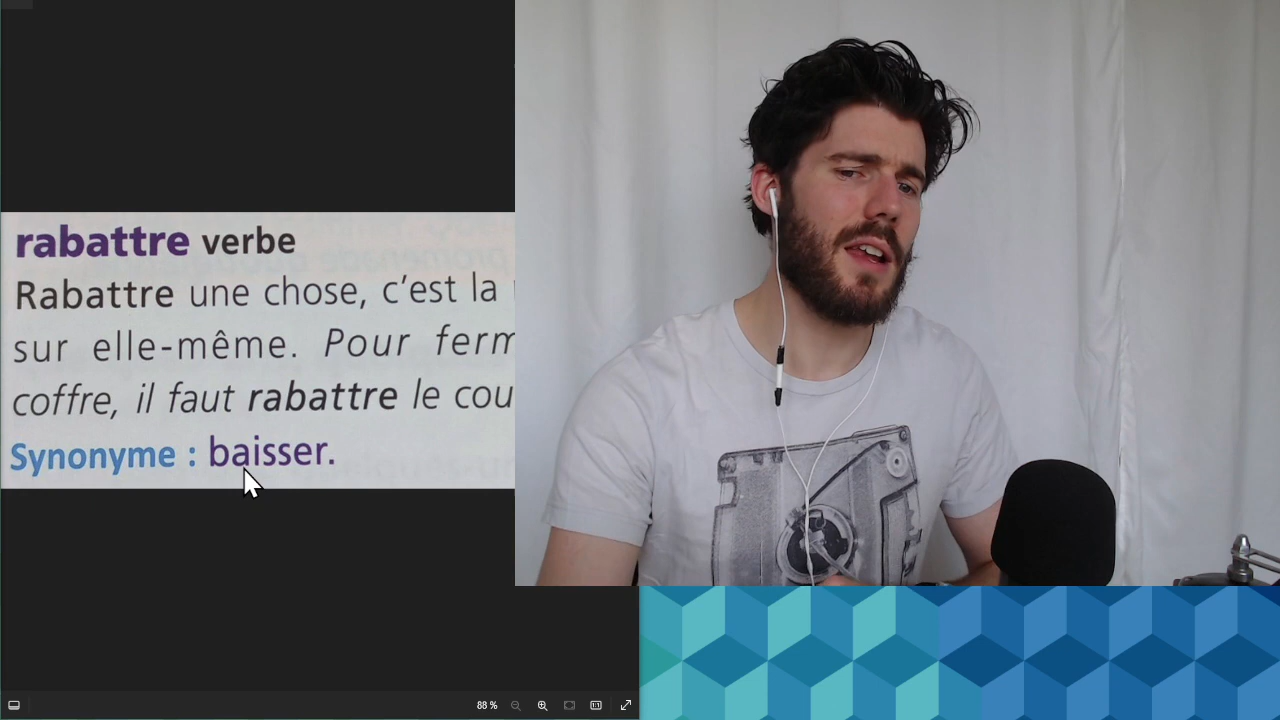 rabattre verbe
Rabattre une chose, c'est la
sur elle-même. Pour ferm
coffre, il faut rabattre le cou
Synonyme : baisser.
88 %